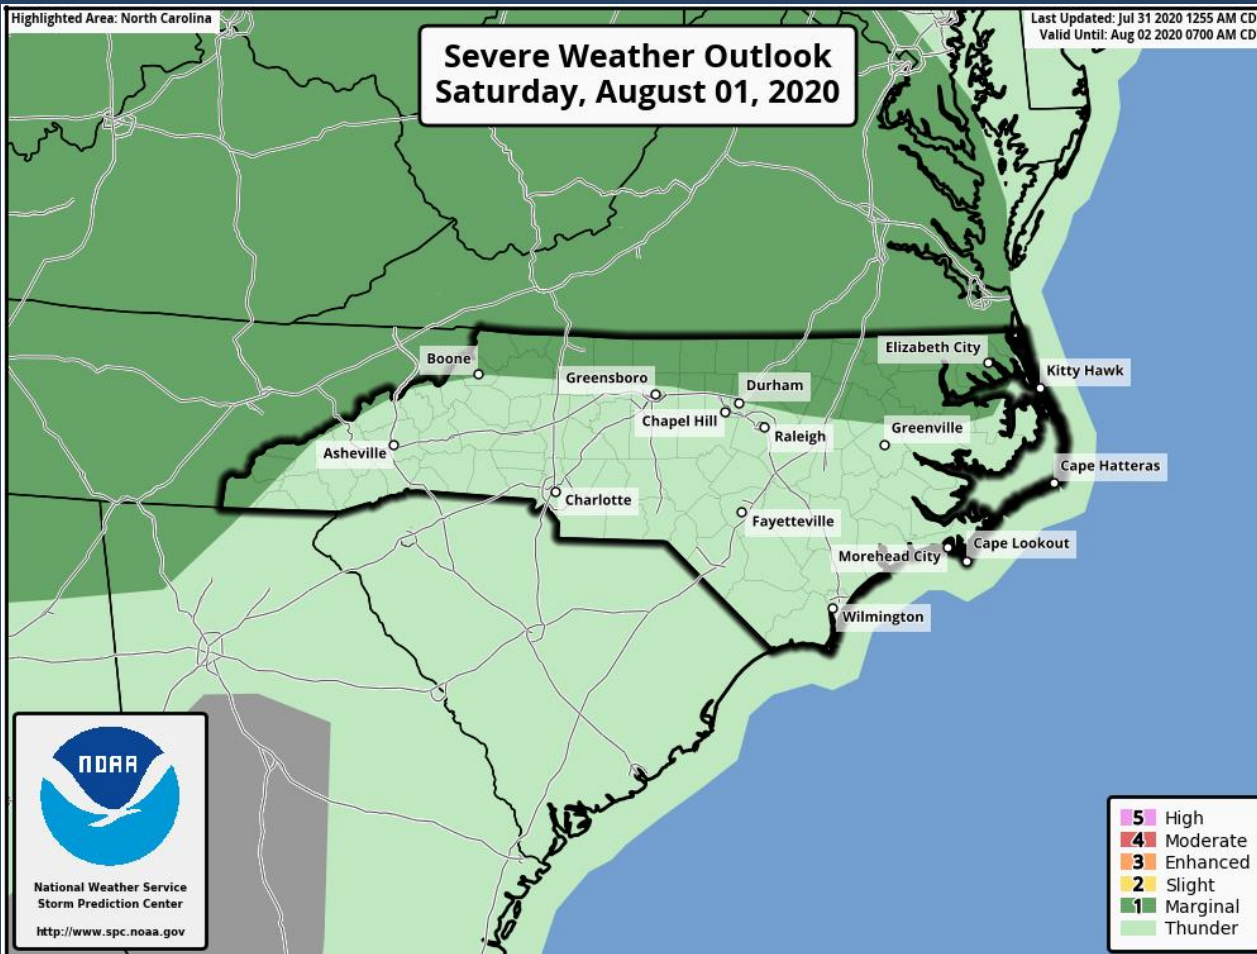 Highlighted Area: North Carolina
Last Updated: Jul 31 2020 1255 AM CD
Valid Until: Aug 02 2020 0700 AM CD
Severe Weather Outlook
Saturday, August 01, 2020
Boone
Elizabeth City
Kitty Hawk
Greensboro
Durham
Chapel Hill
Raleigh
Greenville
Asheville
Cape Hatteras
Charlotte
Fayetteville
Cape Lookout
Morehead City
Wilmington
NOAA
National Weather Service
Storm Prediction Center
http://www.spc.noaa.gov
5 High
4 Moderate
3 Enhanced
2 Slight
1 Marginal
Thunder